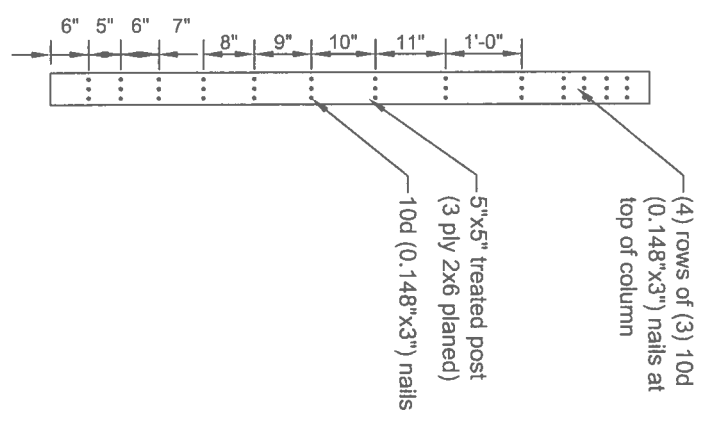 6" 5" 6" 7" 8" 9" 10" 11" 1'-0"
(4) rows of (3) 10d
(0.148"x3") nails at
top of column
5"x5" treated post
(3 ply 2x6 planed)
10d (0.148"x3") nails